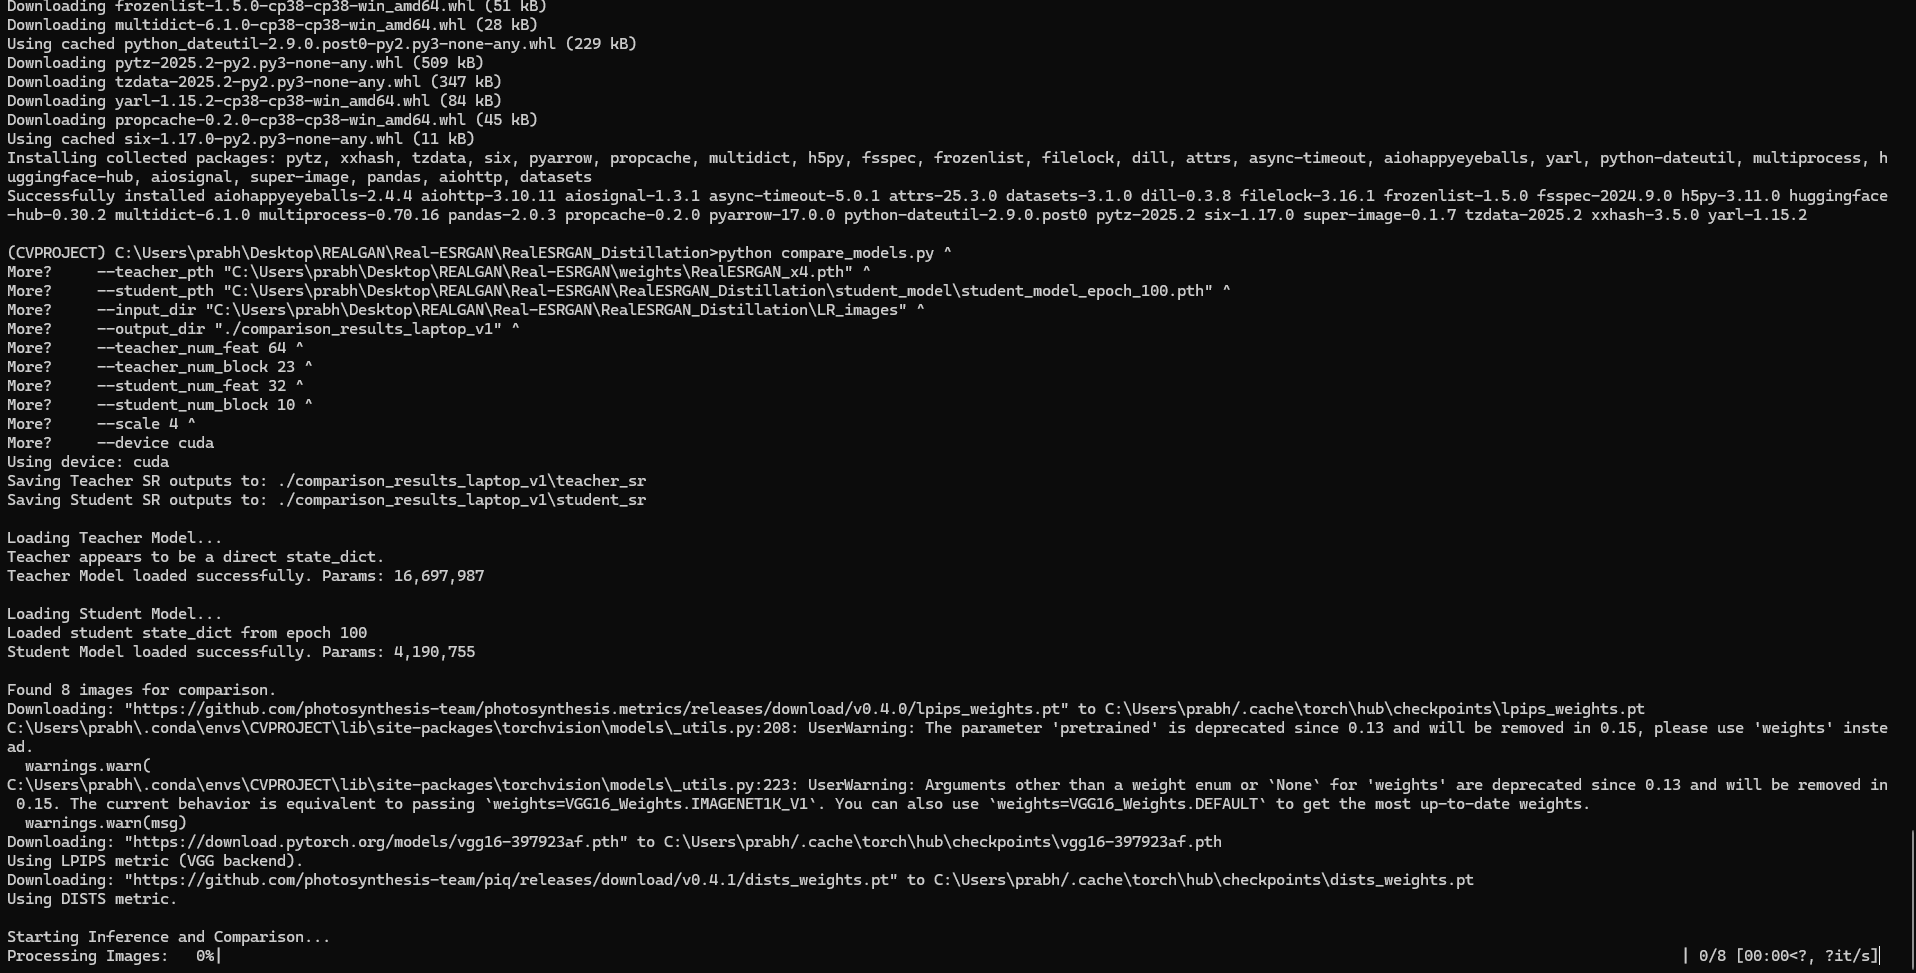 Downloading frozenlist-1.5.0-cp38-cp38-win_amd64.whl (51 kB)
Downloading multidict-6.1.0-cp38-cp38-win_amd64.whl (28 kB)
Using cached python_dateutil-2.9.0.post0-py2.py3-none-any.whl (229 kB)
Downloading pytz-2025.2-py2.py3-none-any.whl (509 kB)
Downloading tzdata-2025.2-py2.py3-none-any.whl (347 kB)
Downloading yarl-1.15.2-cp38-cp38-win_amd64.whl (84 kB)
Downloading propcache-0.2.0-cp38-cp38-win_amd64.whl (45 kB)
Using cached six-1.17.0-py2.py3-none-any.whl (11 kB)
Installing collected packages: pytz, xxhash, tzdata, six, pyarrow, propcache, multidict, h5py, fsspec, frozenlist, filelock, dill, attrs, async-timeout, aiohappyeyeballs, yarl, python-dateutil, multiprocess, h
uggingface-hub, aiosignal, super-image, pandas, aiohttp, datasets
Successfully installed aiohappyeyeballs-2.4.4 aiohttp-3.10.11 aiosignal-1.3.1 async-timeout-5.0.1 attrs-25.3.0 datasets-3.1.0 dill-0.3.8 filelock-3.16.1 frozenlist-1.5.0 fsspec-2024.9.0 h5py-3.11.0 huggingface
-hub-0.30.2 multidict-6.1.0 multiprocess-0.70.16 pandas-2.0.3 propcache-0.2.0 pyarrow-17.0.0 python-dateutil-2.9.0.post0 pytz-2025.2 six-1.17.0 super-image-0.1.7 tzdata-2025.2 xxhash-3.5.0 yarl-1.15.2
(CVPROJECT) C:\Users\prabh\Desktop\REALGAN\Real-ESRGAN\RealESRGAN_Distillation>python compare_models.py ^
More?     --teacher_pth "C:\Users\prabh\Desktop\REALGAN\Real-ESRGAN\weights\RealESRGAN_x4.pth" ^
More?     --student_pth "C:\Users\prabh\Desktop\REALGAN\Real-ESRGAN\RealESRGAN_Distillation\student_model\student_model_epoch_100.pth" ^
More?     --input_dir "C:\Users\prabh\Desktop\REALGAN\Real-ESRGAN\RealESRGAN_Distillation\LR_images" ^
More?     --output_dir "./comparison_results_laptop_v1" ^
More?     --teacher_num_feat 64 ^
More?     --teacher_num_block 23 ^
More?     --student_num_feat 32 ^
More?     --student_num_block 10 ^
More?     --scale 4 ^
More?     --device cuda
Using device: cuda
Saving Teacher SR outputs to: ./comparison_results_laptop_v1\teacher_sr
Saving Student SR outputs to: ./comparison_results_laptop_v1\student_sr
Loading Teacher Model...
Teacher appears to be a direct state_dict.
Teacher Model loaded successfully. Params: 16,697,987
Loading Student Model...
Loaded student state_dict from epoch 100
Student Model loaded successfully. Params: 4,190,755
Found 8 images for comparison.
Downloading: "https://github.com/photosynthesis-team/photosynthesis.metrics/releases/download/v0.4.0/lpips_weights.pt" to C:\Users\prabh/.cache\torch\hub\checkpoints\lpips_weights.pt
C:\Users\prabh\.conda\envs\CVPROJECT\lib\site-packages\torchvision\models\_utils.py:208: UserWarning: The parameter 'pretrained' is deprecated since 0.13 and will be removed in 0.15, please use 'weights' inste
ad.
  warnings.warn(
C:\Users\prabh\.conda\envs\CVPROJECT\lib\site-packages\torchvision\models\_utils.py:223: UserWarning: Arguments other than a weight enum or `None` for 'weights' are deprecated since 0.13 and will be removed in
 0.15. The current behavior is equivalent to passing `weights=VGG16_Weights.IMAGENET1K_V1`. You can also use `weights=VGG16_Weights.DEFAULT` to get the most up-to-date weights.
  warnings.warn(msg)
Downloading: "https://download.pytorch.org/models/vgg16-397923af.pth" to C:\Users\prabh/.cache\torch\hub\checkpoints\vgg16-397923af.pth
Using LPIPS metric (VGG backend).
Downloading: "https://github.com/photosynthesis-team/piq/releases/download/v0.4.1/dists_weights.pt" to C:\Users\prabh/.cache\torch\hub\checkpoints\dists_weights.pt
Using DISTS metric.
Starting Inference and Comparison...
Processing Images:   0%|          | 0/8 [00:00<?, ?it/s]